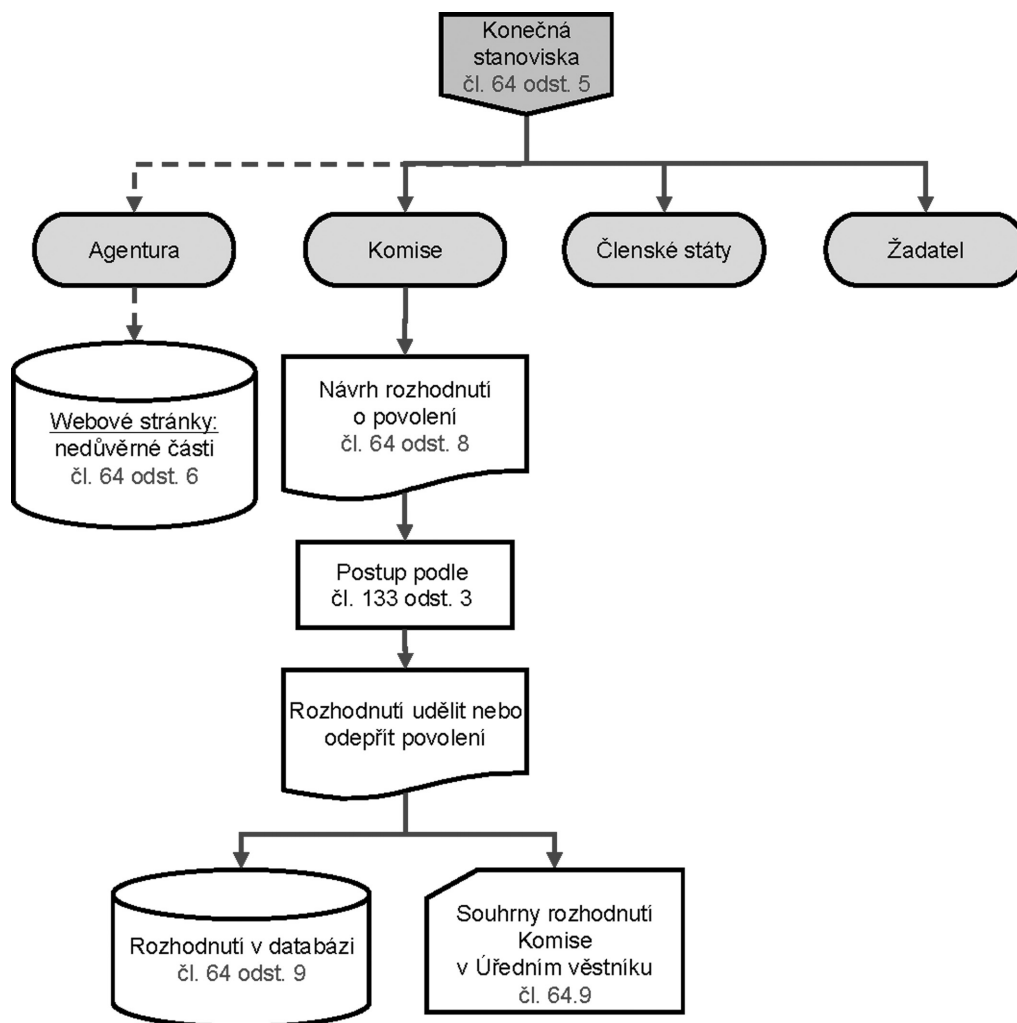 Konečná
stanoviska
čl. 64 odst. 5
Agentura
Komise
Členské státy
Žadatel
Webové stránky:
nedůvěrné části
čl. 64 odst. 6
Návrh rozhodnutí
o povolení
čl. 64 odst. 8
Postup podle
čl. 133 odst. 3
Rozhodnutí udělit nebo
odepřít povolení
Rozhodnutí v databázi
čl. 64 odst. 9
Souhrny rozhodnutí
Komise
v Úředním věstníku
čl. 64.9